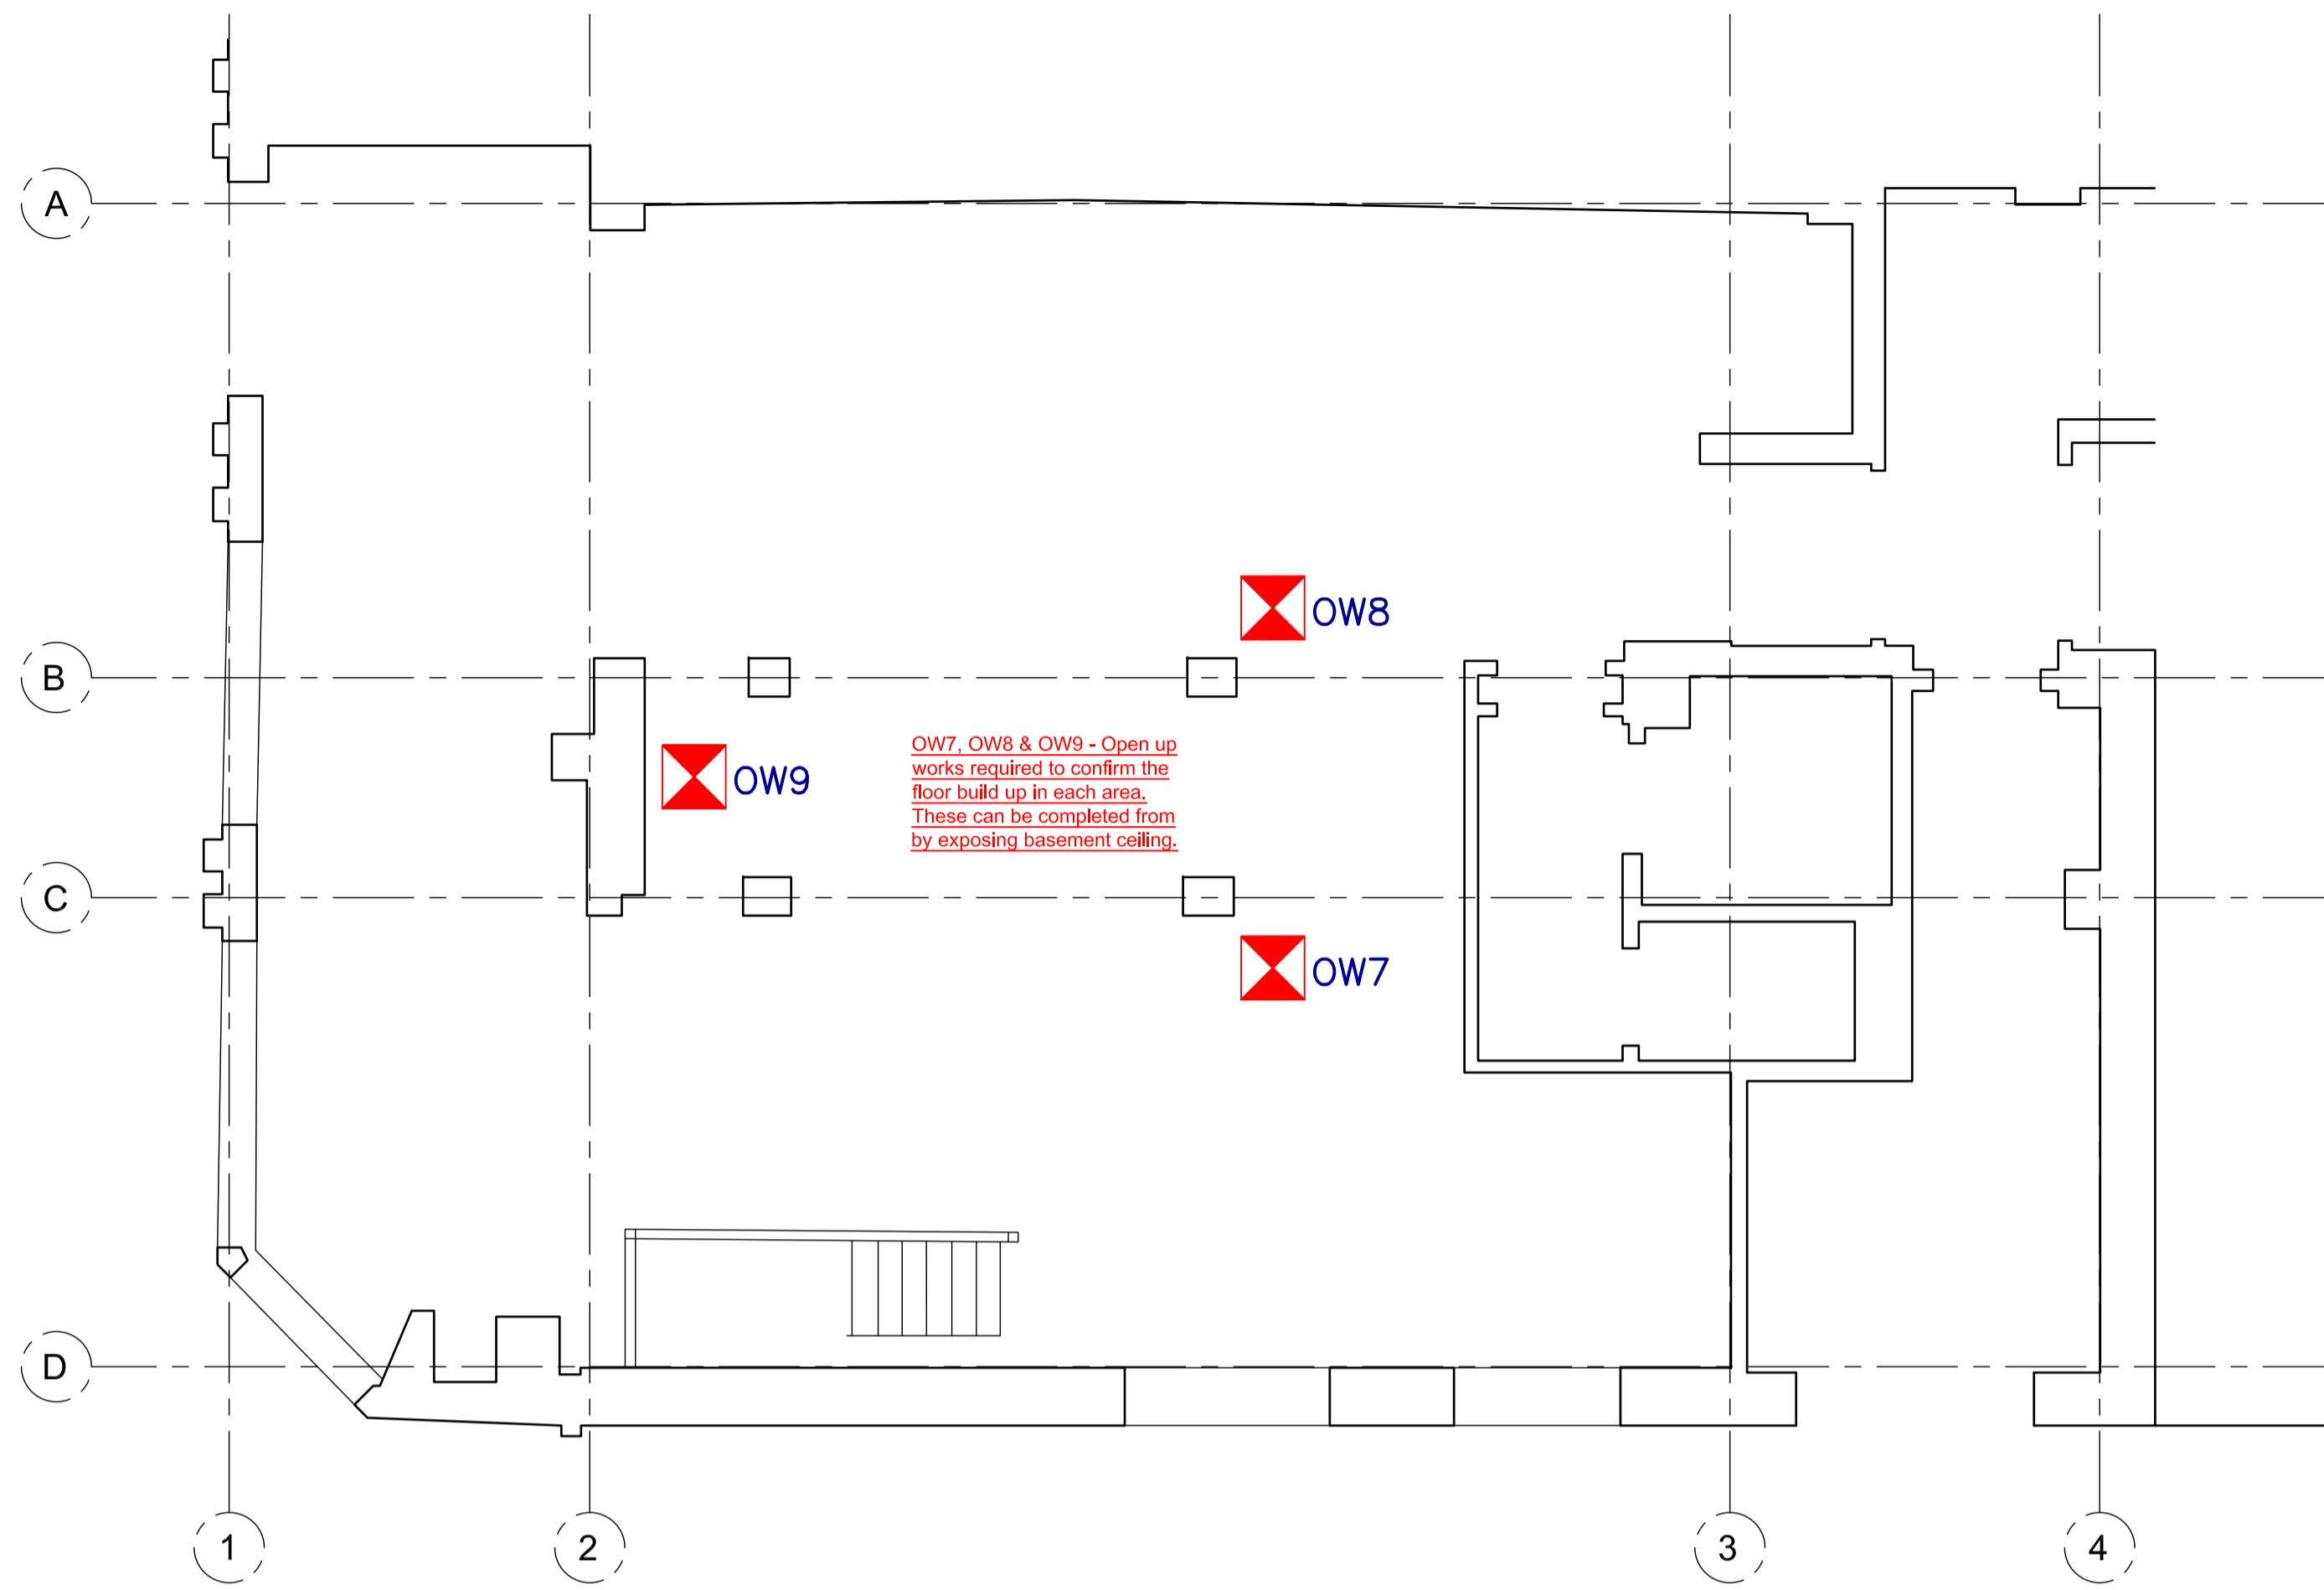 A
OW8
B
OW7, OW8 & OW9 - Open up
works required to confirm the
floor build up in each area.
These can be completed from
by exposing basement ceiling.
OW9
C
OW7
D
1
2
3
4